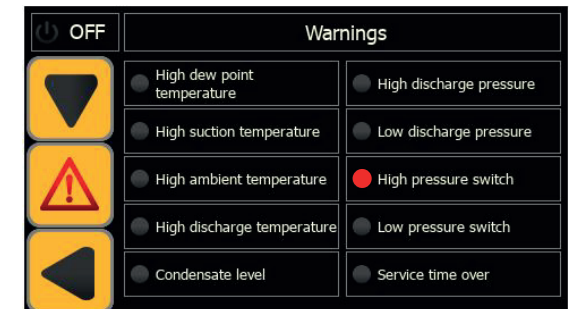 OFF
Warnings
High dew point
temperature
High discharge pressure
High suction temperature
Low discharge pressure
High ambient temperature
High pressure switch
High discharge temperature
Low pressure switch
Condensate level
Service time over